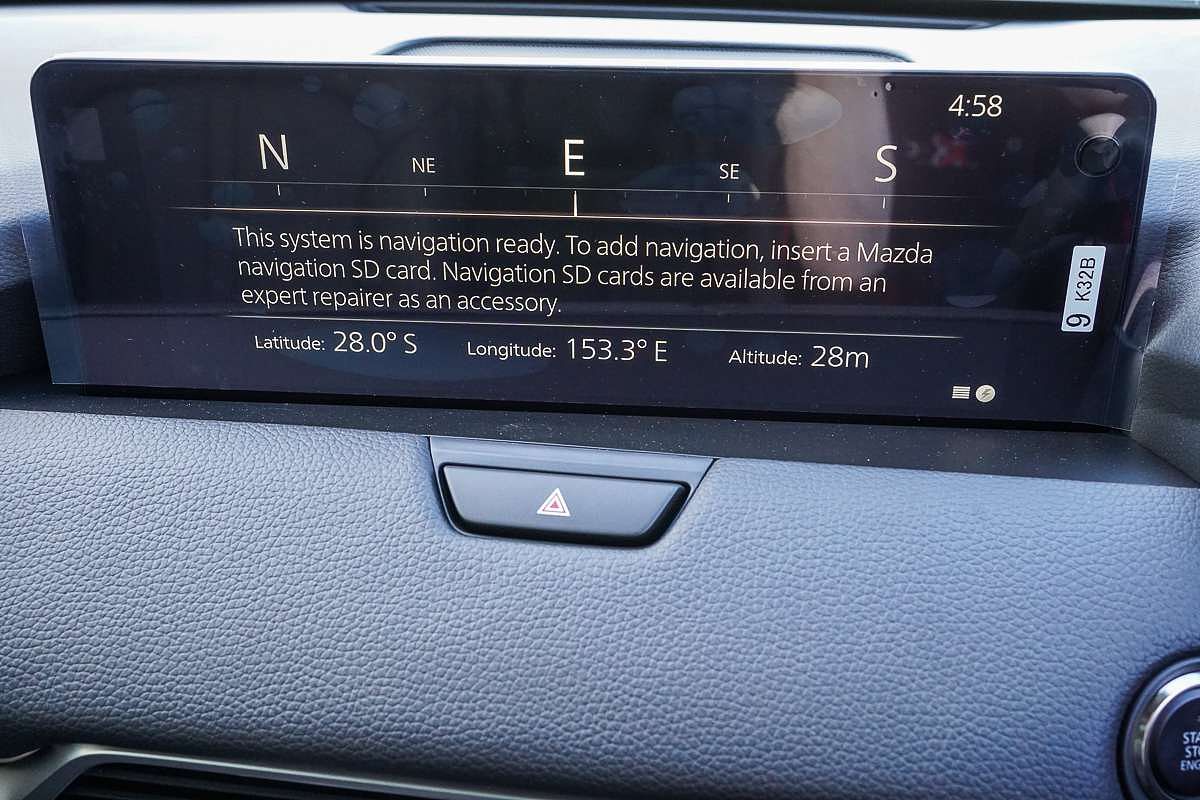 4:58
N NE E SE S
This system is navigation ready. To add navigation, insert a Mazda
navigation SD card. Navigation SD cards are available from an
expert repairer as an accessory.
Latitude: 28.0° S Longitude: 153.3° E Altitude: 28m
9 K32B